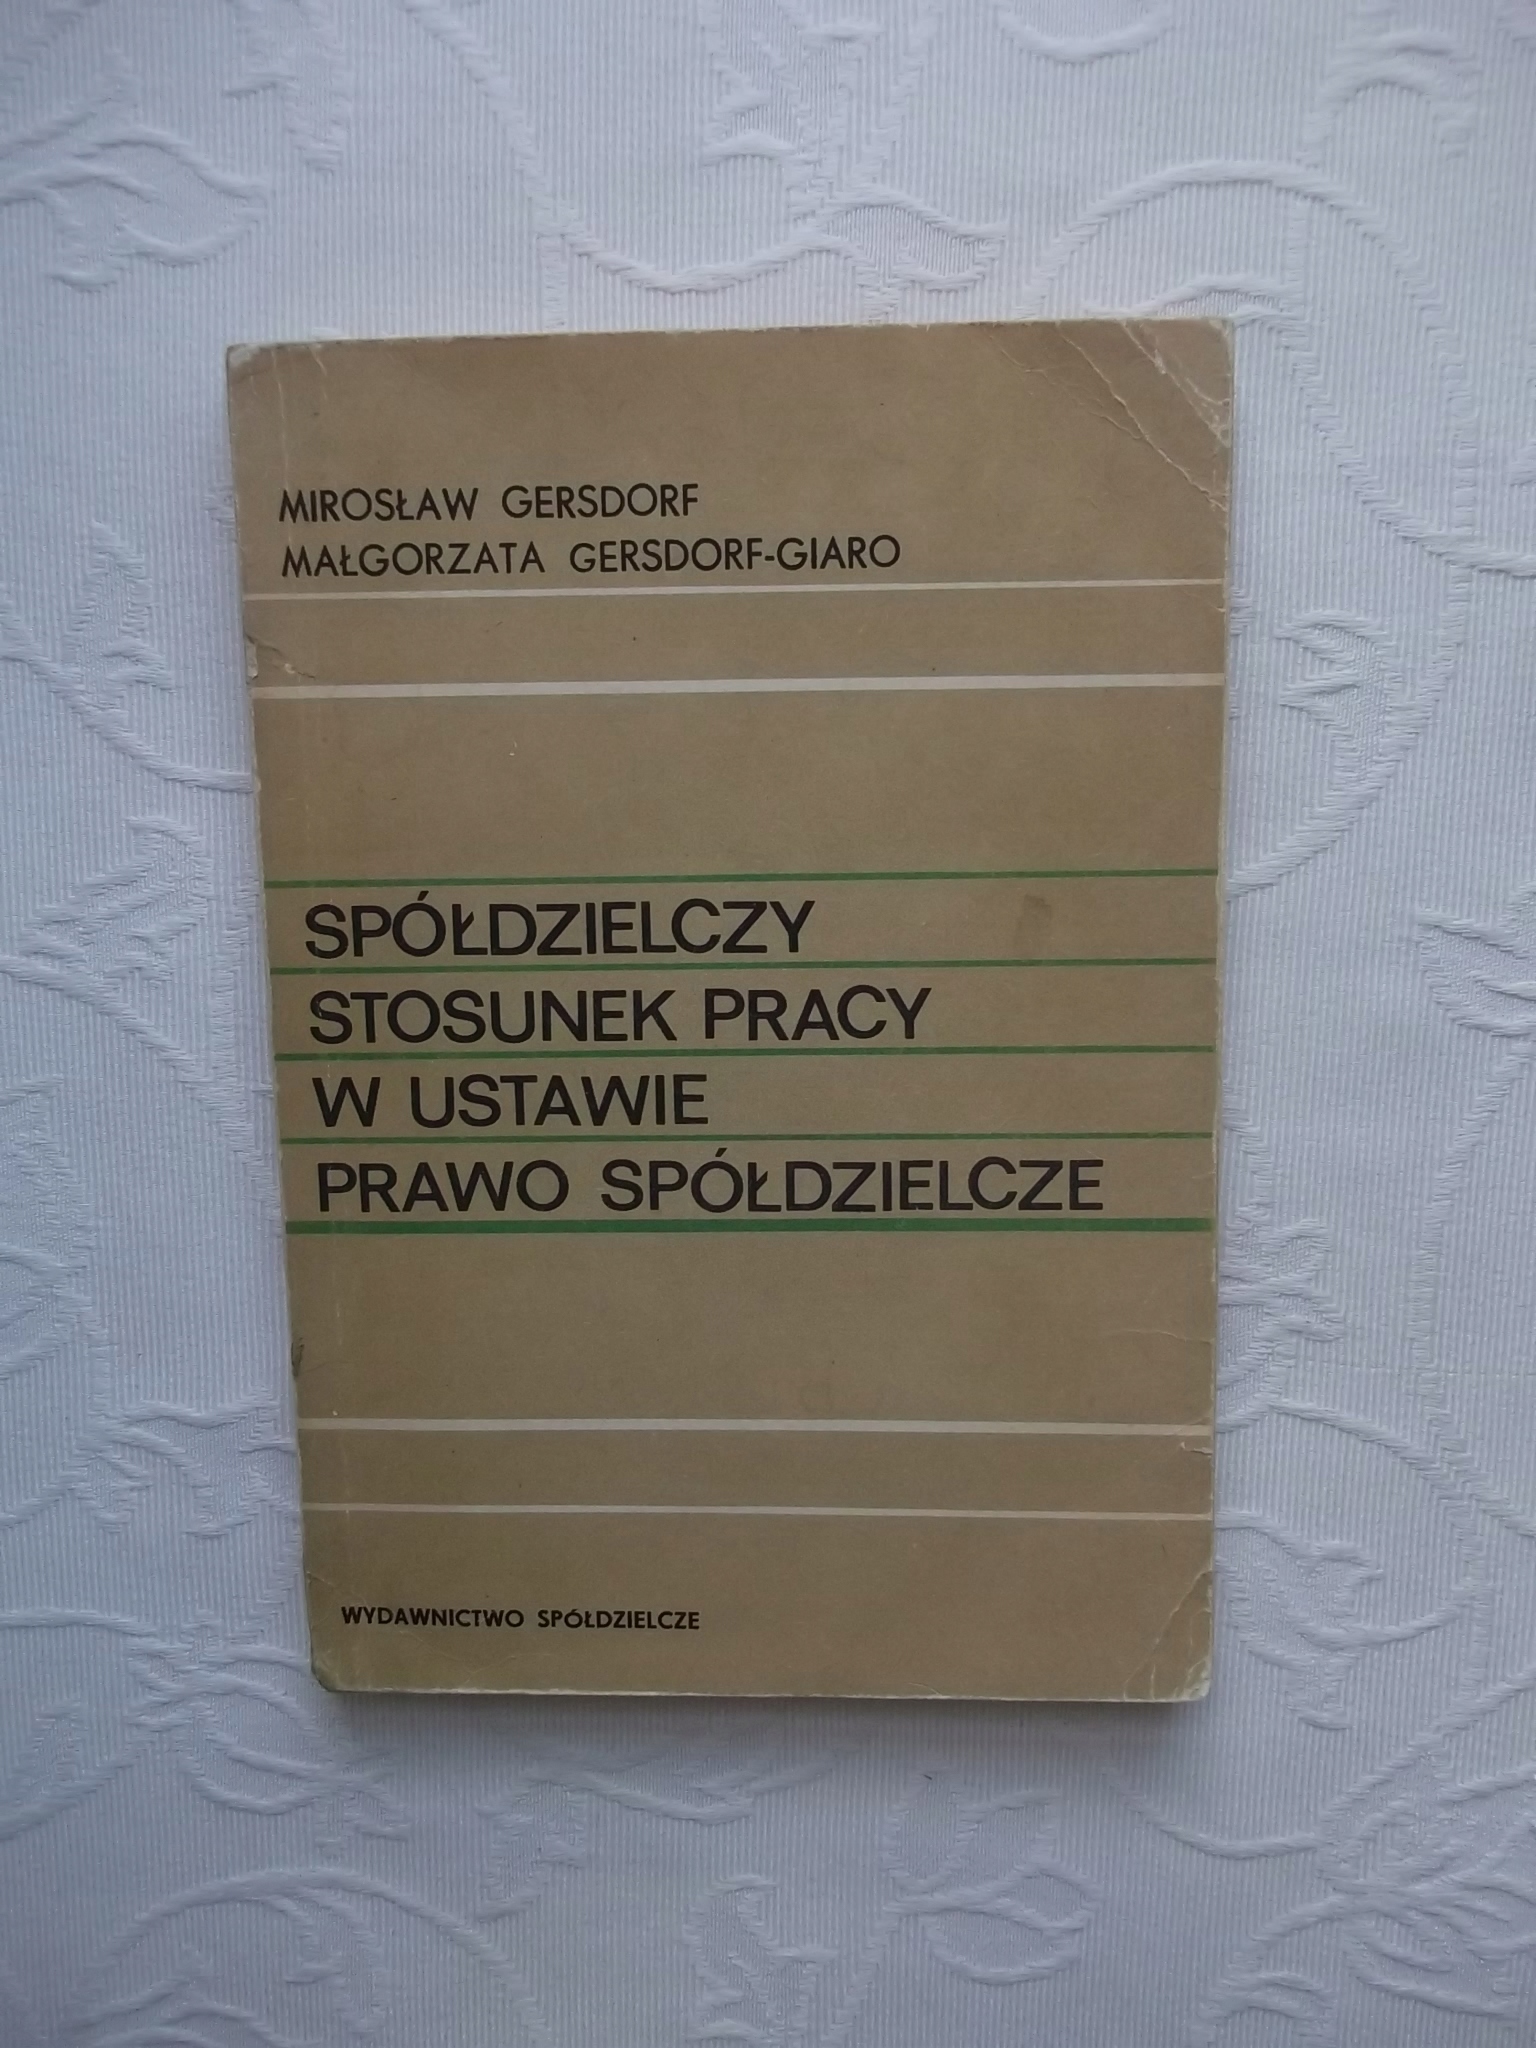 MIROSŁAW GERSDORF
MAŁGORZATA GERSDORF-GIARO
SPÓŁDZIELCZY
STOSUNEK PRACY
W USTAWIE
PRAWO SPÓŁDZIELCZE
WYDAWNICTWO SPÓŁDZIELCZE